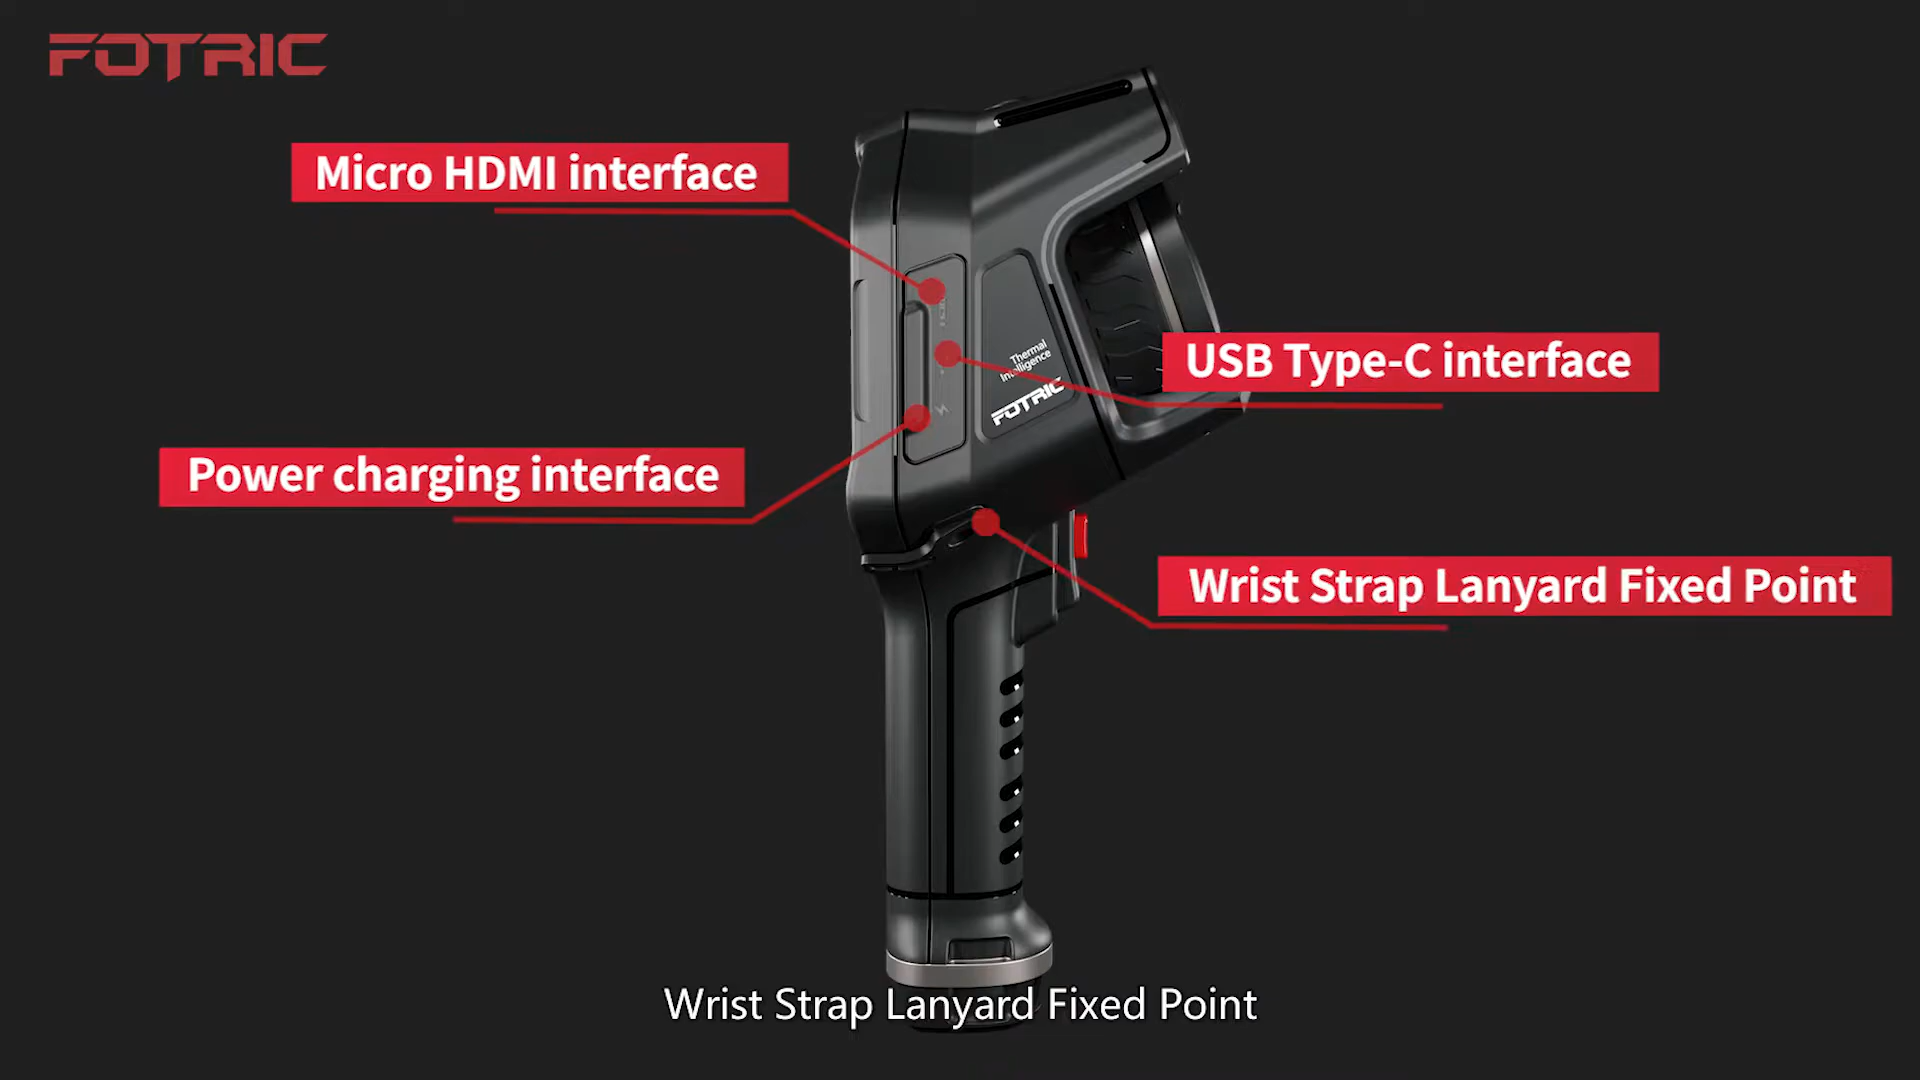 FOTRIC
Micro HDMI interface
USB Type-C interface
Thermal
Intelligence
FOTRIC
Power charging interface
Wrist Strap Lanyard Fixed Point
Wrist Strap Lanyard Fixed Point